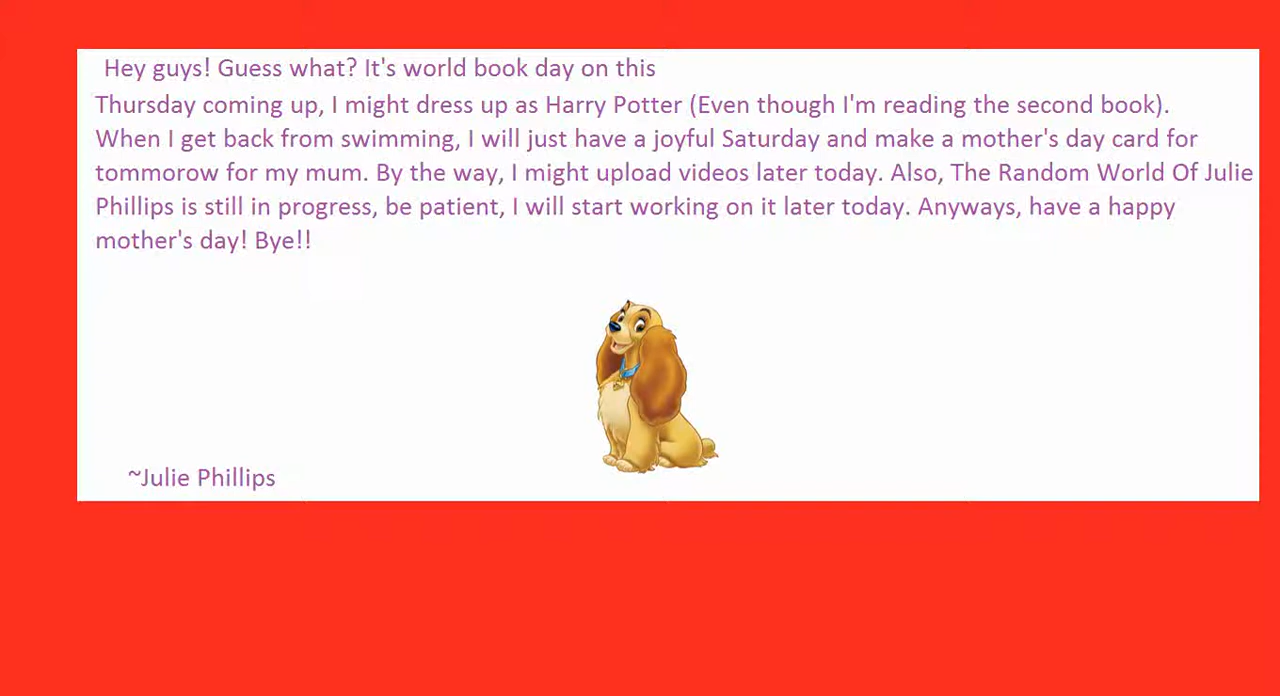 Hey guys! Guess what? It's world book day on this
Thursday coming up, I might dress up as Harry Potter (Even though I'm reading the second book).
When I get back from swimming, I will just have a joyful Saturday and make a mother's day card for
tommorow for my mum. By the way, I might upload videos later today. Also, The Random World Of Julie
Phillips is still in progress, be patient, I will start working on it later today. Anyways, have a happy
mother's day! Bye!!
~Julie Phillips